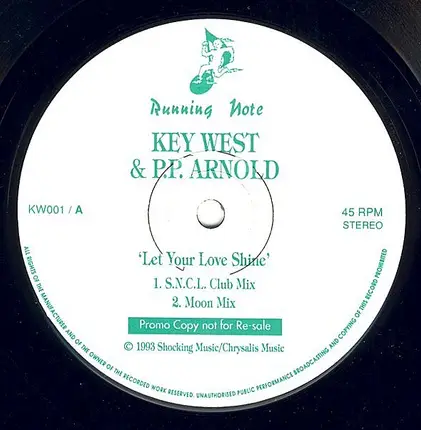 Running Note
KEY WEST
& P.P. ARNOLD
KW001 / A
45 RPM
STEREO
'Let Your Love Shine'
1. S.N.C.L. Club Mix
2. Moon Mix
Promo Copy not for Re-sale
© 1993 Shocking Music/Chrysalis Music
ALL RIGHTS OF THE MANUFACTURER AND OF THE OWNER OF THE RECORDED WORK RESERVED. UNAUTHORISED PUBLIC PERFORMANCE BROADCASTING AND COPYING OF THIS RECORD PROHIBITED